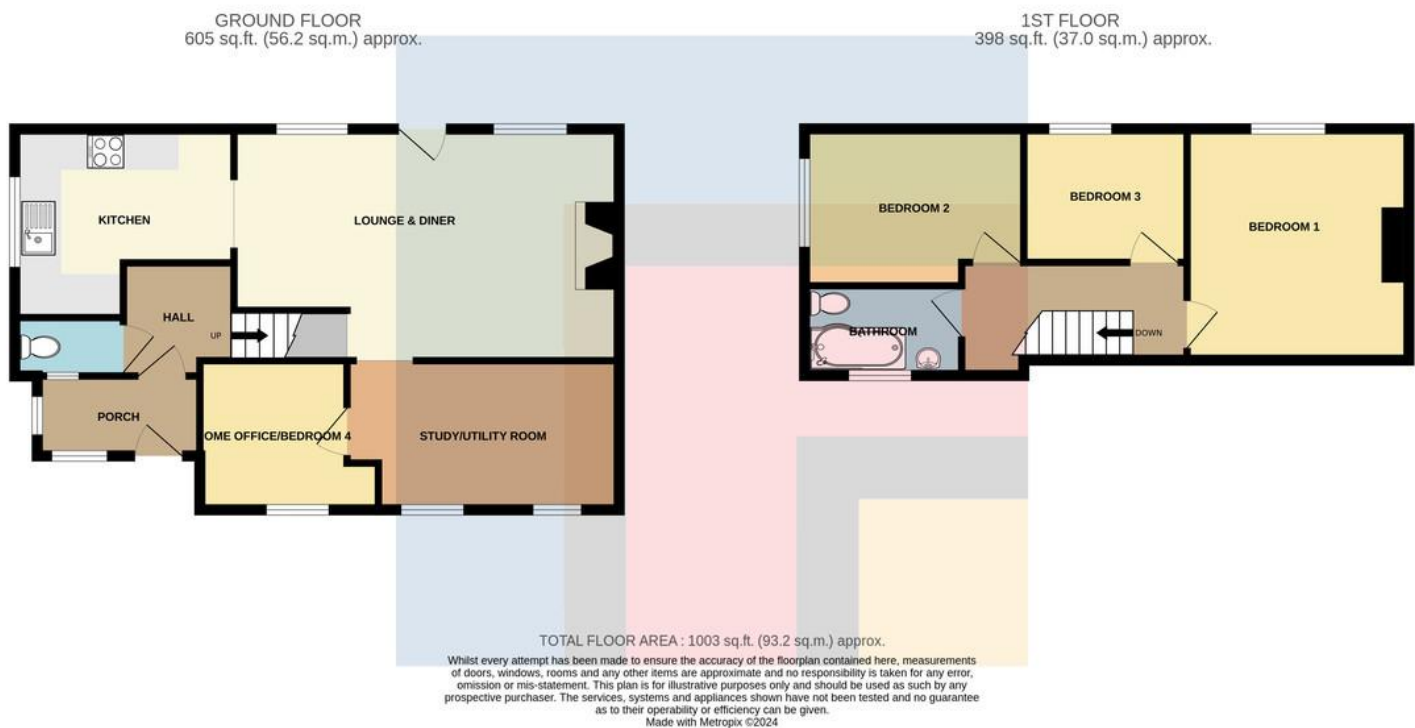 GROUND FLOOR
605 sq.ft. (56.2 sq.m.) approx.
1ST FLOOR
398 sq.ft. (37.0 sq.m.) approx.
KITCHEN
LOUNGE & DINER
HALL
UP
PORCH
OME OFFICE/BEDROOM 4
STUDY/UTILITY ROOM
BEDROOM 2
BEDROOM 3
BEDROOM 1
BATHROOM
DOWN
TOTAL FLOOR AREA : 1003 sq.ft. (93.2 sq.m.) approx.
Whilst every attempt has been made to ensure the accuracy of the floorplan contained here, measurements
of doors, windows, rooms and any other items are approximate and no responsibility is taken for any error,
omission or mis-statement. This plan is for illustrative purposes only and should be used as such by any
prospective purchaser. The services, systems and appliances shown have not been tested and no guarantee
as to their operability or efficiency can be given.
Made with Metropix ©2024